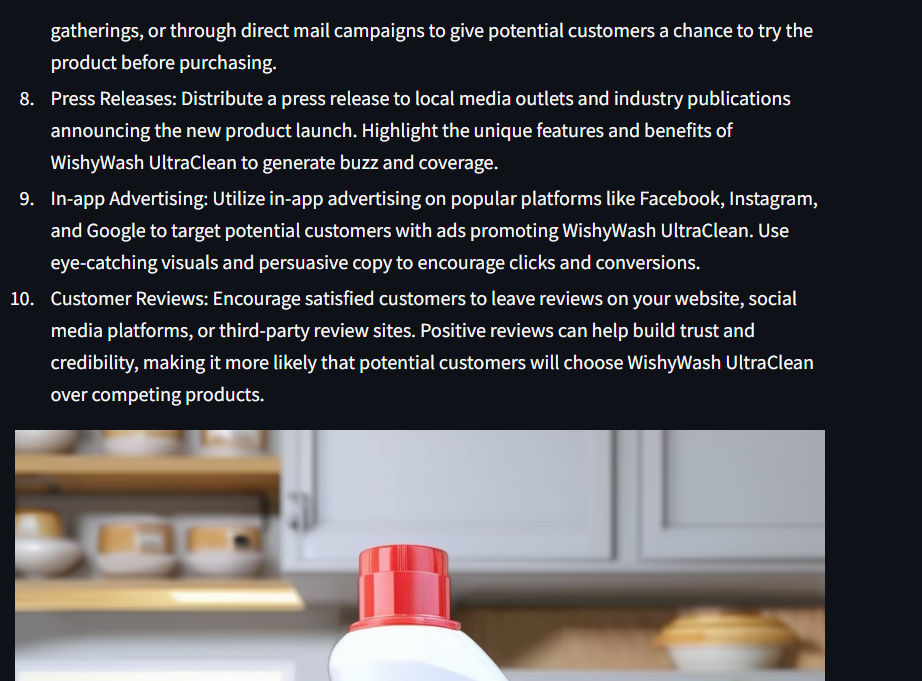 gatherings, or through direct mail campaigns to give potential customers a chance to try the
product before purchasing.
8. Press Releases: Distribute a press release to local media outlets and industry publications
announcing the new product launch. Highlight the unique features and benefits of
WishyWash UltraClean to generate buzz and coverage.
9. In-app Advertising: Utilize in-app advertising on popular platforms like Facebook, Instagram,
and Google to target potential customers with ads promoting WishyWash UltraClean. Use
eye-catching visuals and persuasive copy to encourage clicks and conversions.
10. Customer Reviews: Encourage satisfied customers to leave reviews on your website, social
media platforms, or third-party review sites. Positive reviews can help build trust and
credibility, making it more likely that potential customers will choose WishyWash UltraClean
over competing products.